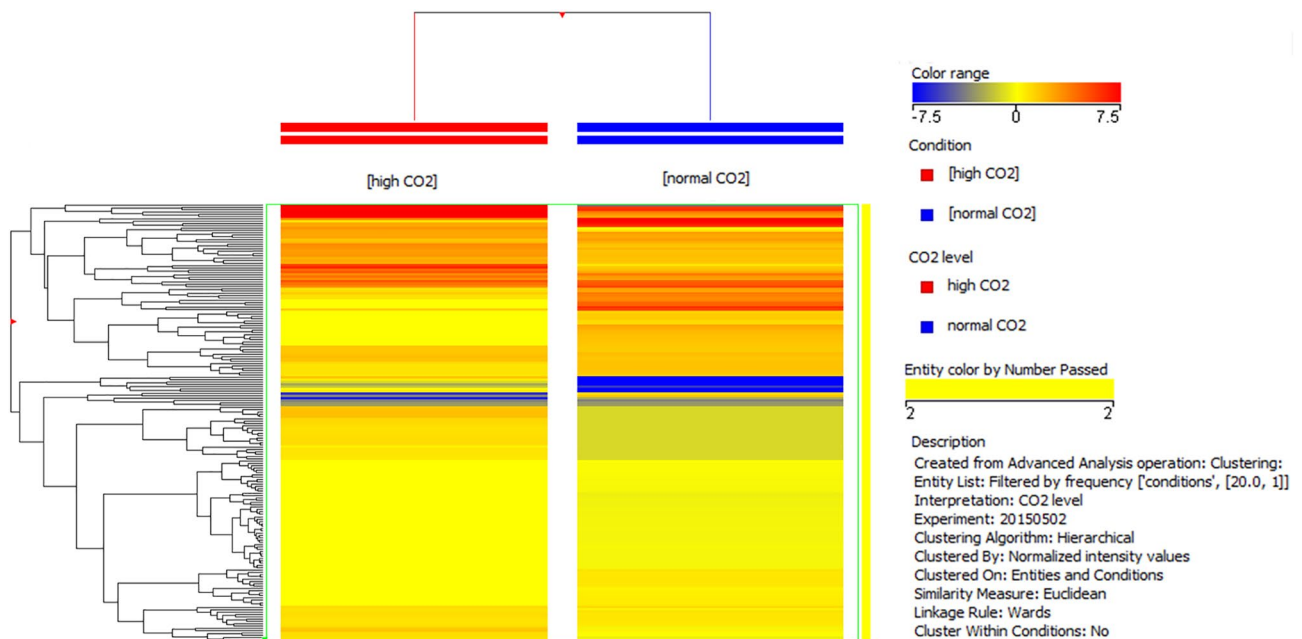 Color range
-7.5 0 7.5
Condition
[high CO2]
[normal CO2]
CO2 level
high CO2
normal CO2
Entity color by Number Passed
2 2
Description
Created from Advanced Analysis operation: Clustering:
Entity List: Filtered by frequency ['conditions', [20.0, 1]]
Interpretation: CO2 level
Experiment: 20150502
Clustering Algorithm: Hierarchical
Clustered By: Normalized intensity values
Clustered On: Entities and Conditions
Similarity Measure: Euclidean
Linkage Rule: Wards
Cluster Within Conditions: No
[high CO2] [normal CO2]